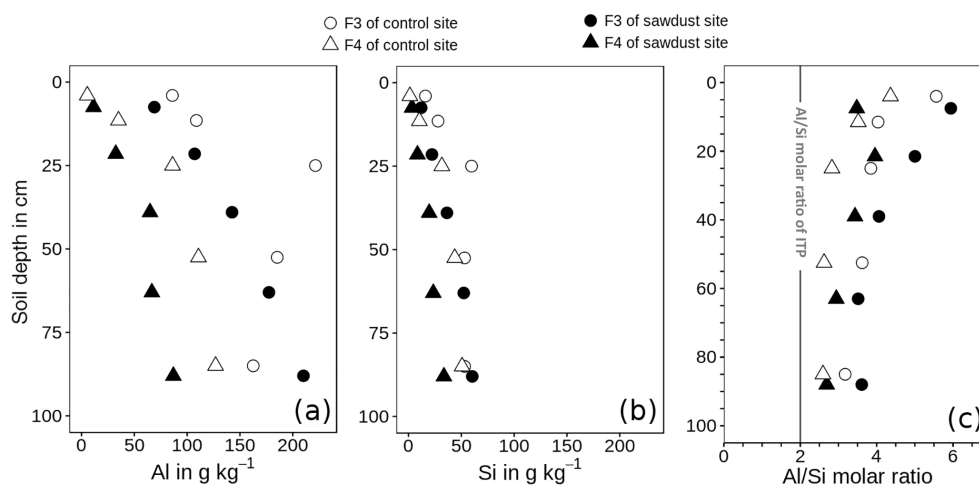 F3 of control site
F4 of control site
F3 of sawdust site
F4 of sawdust site
Soil depth in cm
0
25
50
75
100
0 50 100 150 200
Al in g kg−1
(a)
0
25
50
75
100
0 50 100 150 200
Si in g kg−1
(b)
0
20
40
60
80
100
0 2 4 6
Al/Si molar ratio
Al/Si molar ratio of ITP
(c)